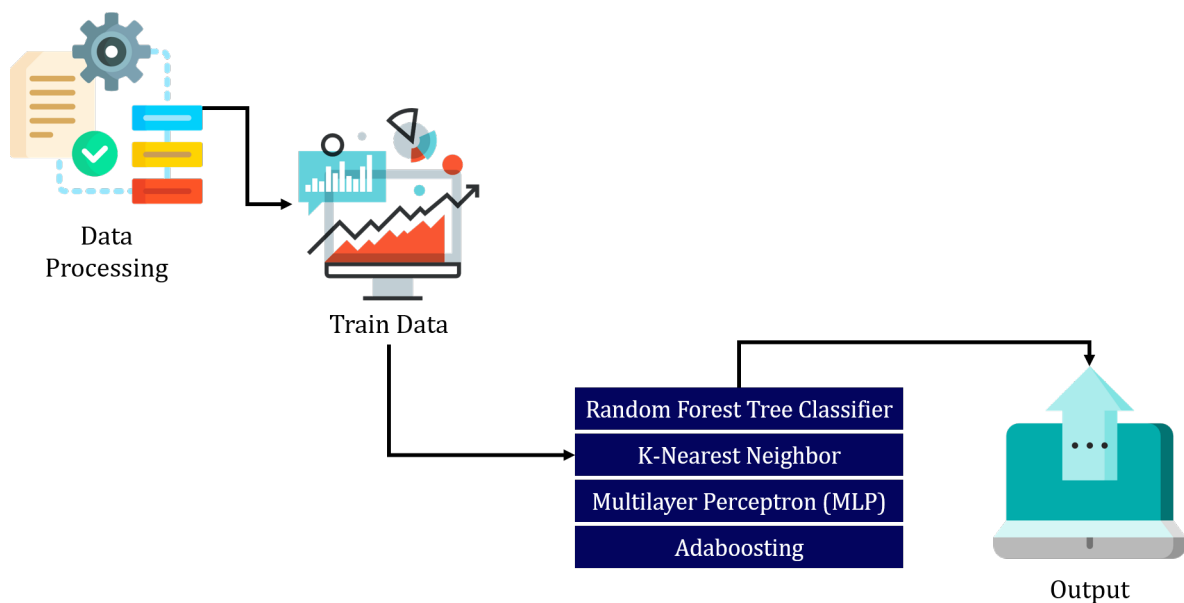 Data
Processing
Train Data
Random Forest Tree Classifier
K-Nearest Neighbor
Multilayer Perceptron (MLP)
Adaboosting
Output